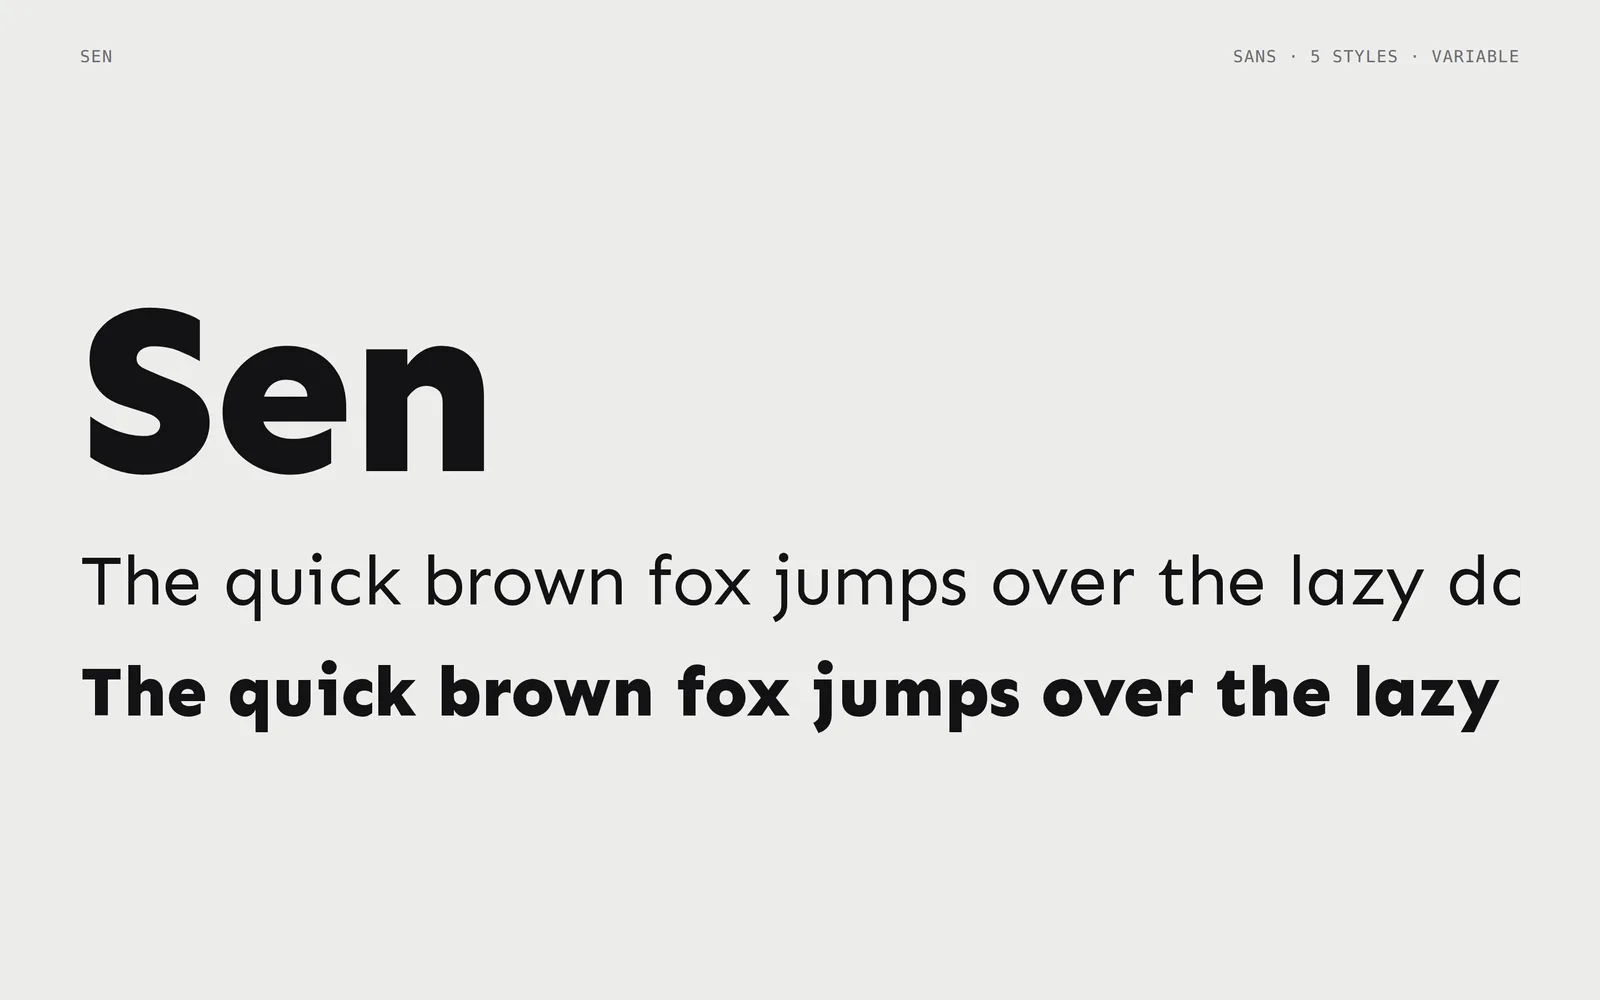 SEN
SANS · 5 STYLES · VARIABLE
Sen
The quick brown fox jumps over the lazy
The quick brown fox jumps over the lazy